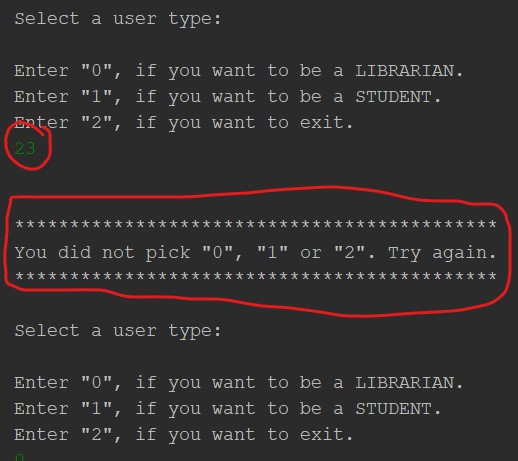 Select a user type:
Enter "0", if you want to be a LIBRARIAN.
Enter "1", if you want to be a STUDENT.
Enter "2", if you want to exit.
23
********************************************
You did not pick "0", "1" or "2". Try again.
********************************************
Select a user type:
Enter "0", if you want to be a LIBRARIAN.
Enter "1", if you want to be a STUDENT.
Enter "2", if you want to exit.